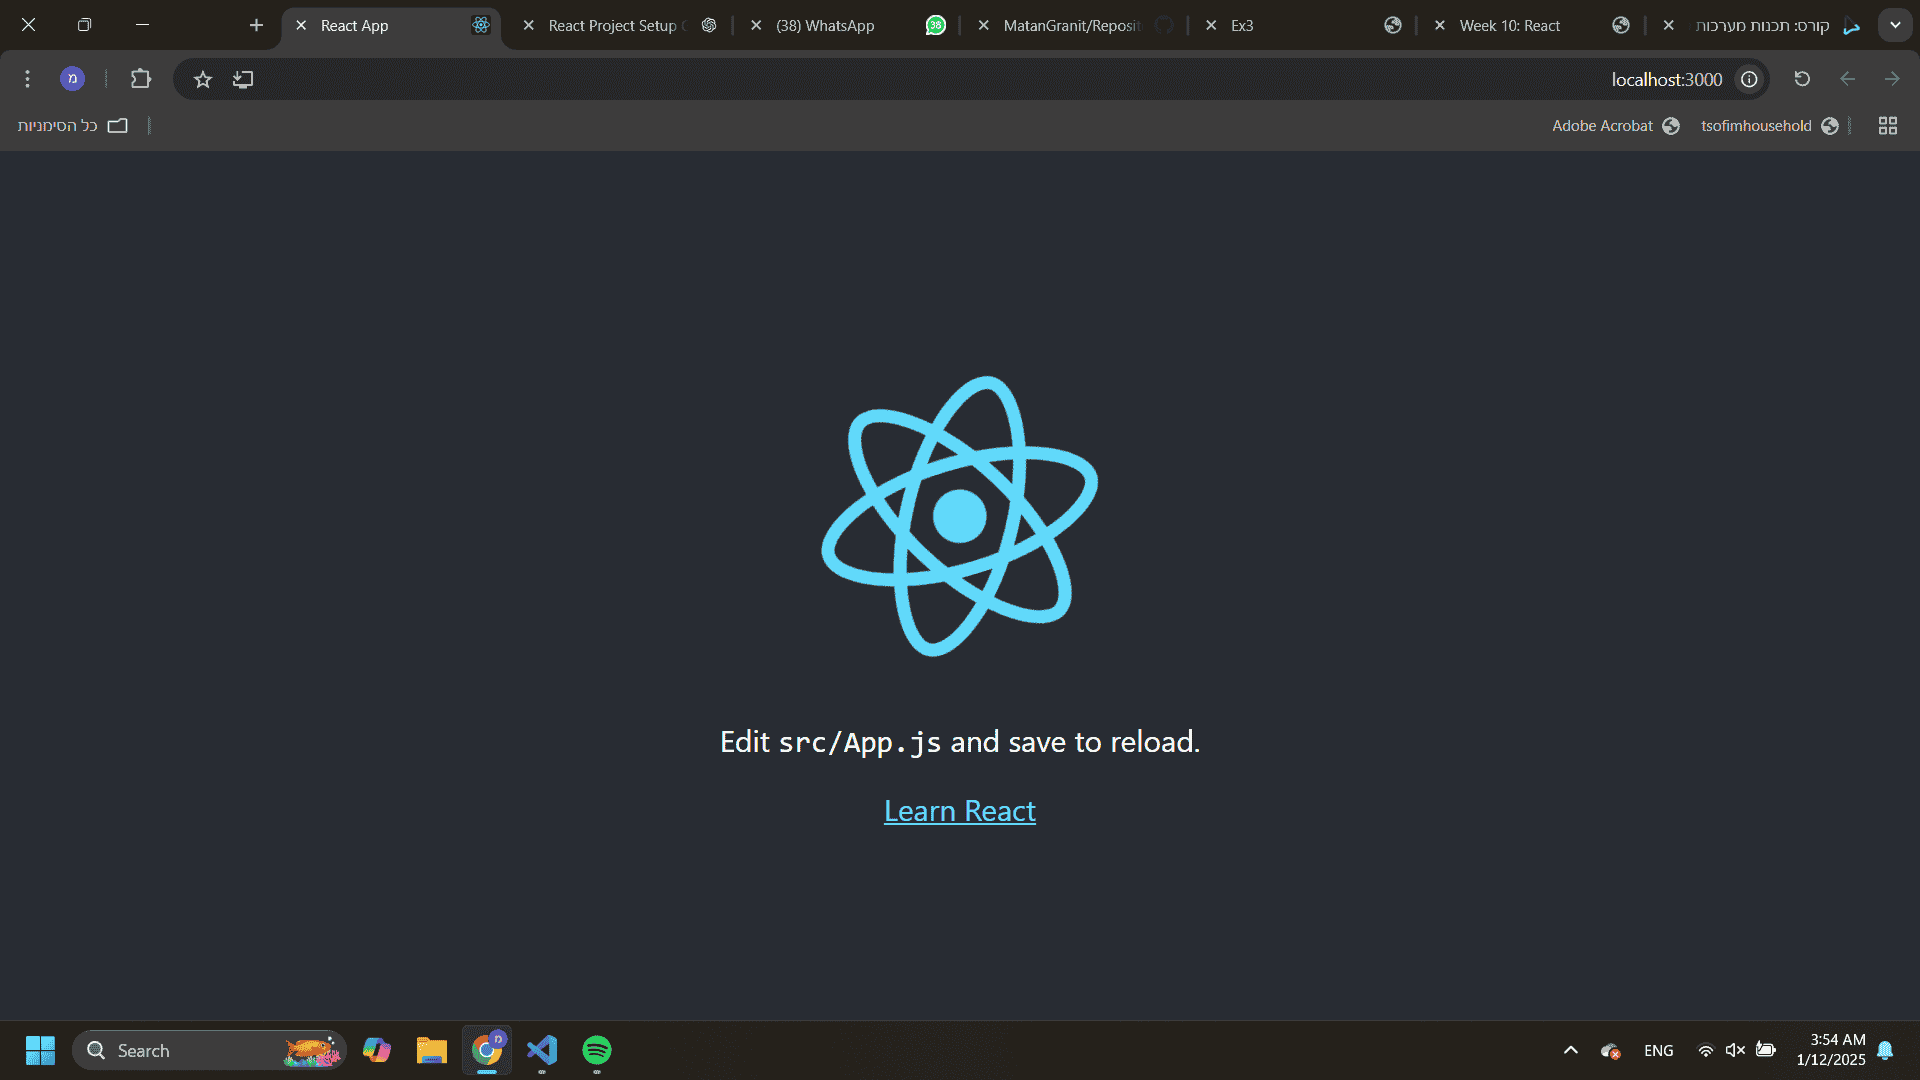 React App
React Project Setup
(38) WhatsApp
MatanGranit/Reposit
Ex3
Week 10: React
קורס: תכנות מערכות
מ
localhost:3000
כל הסימניות
Adobe Acrobat
tsofimhousehold
Edit src/App.js and save to reload.
Learn React
Search
ENG
3:54 AM
1/12/2025